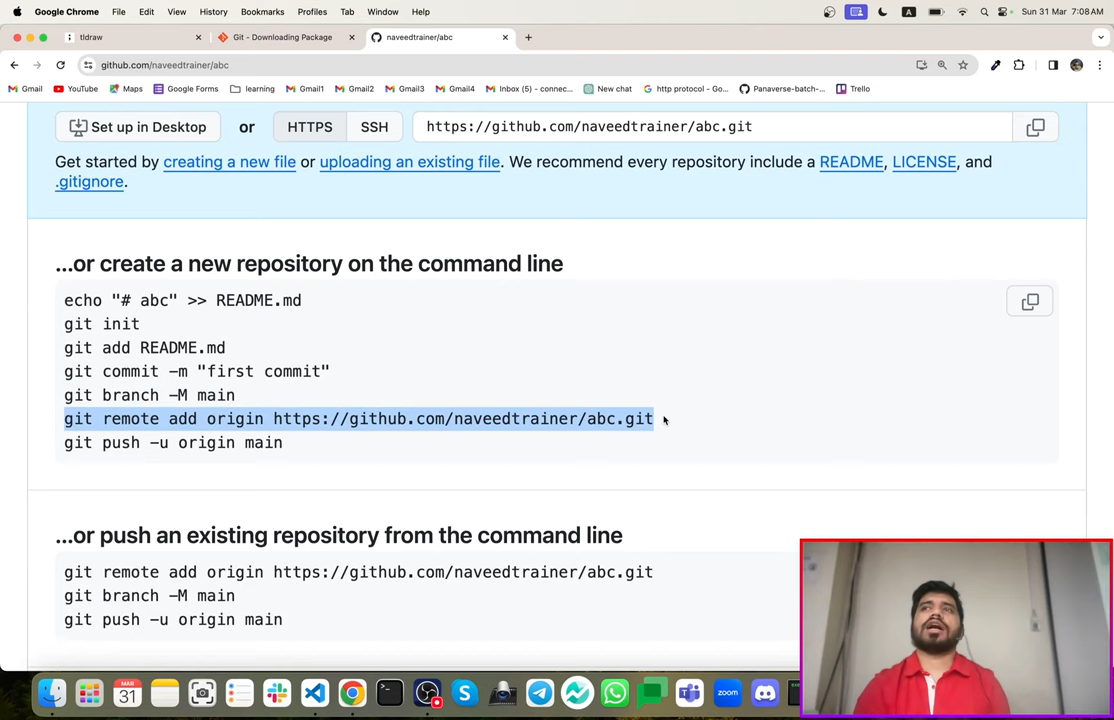 Google Chrome File Edit View History Bookmarks Profiles Tab Window Help
A Sun 31 Mar 7:08 AM
tldraw
Git - Downloading Package
naveedtrainer/abc
github.com/naveedtrainer/abc
Gmail YouTube Maps Google Forms learning Gmail1 Gmail2 Gmail3 Gmail4 Inbox (5) - connec... New chat http protocol - Go... Panaverse-batch-... Trello
Set up in Desktop or HTTPS SSH https://github.com/naveedtrainer/abc.git
Get started by creating a new file or uploading an existing file. We recommend every repository include a README, LICENSE, and
.gitignore.
...or create a new repository on the command line
echo "# abc" >> README.md
git init
git add README.md
git commit -m "first commit"
git branch -M main
git remote add origin https://github.com/naveedtrainer/abc.git
git push -u origin main
...or push an existing repository from the command line
git remote add origin https://github.com/naveedtrainer/abc.git
git branch -M main
git push -u origin main
MAR
31
zoom